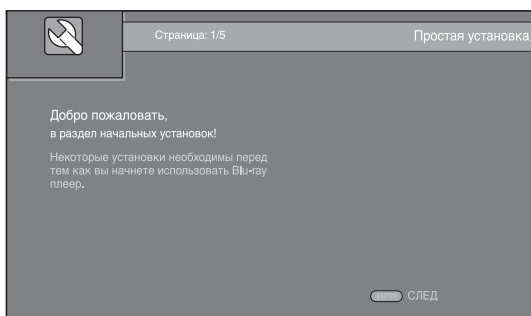 Страница: 1/5
Простая установка
Добро пожаловать,
в раздел начальных установок!
Некоторые установки необходимы перед
тем как вы начнете использовать Blu-ray
плеер.
ENTER СЛЕД